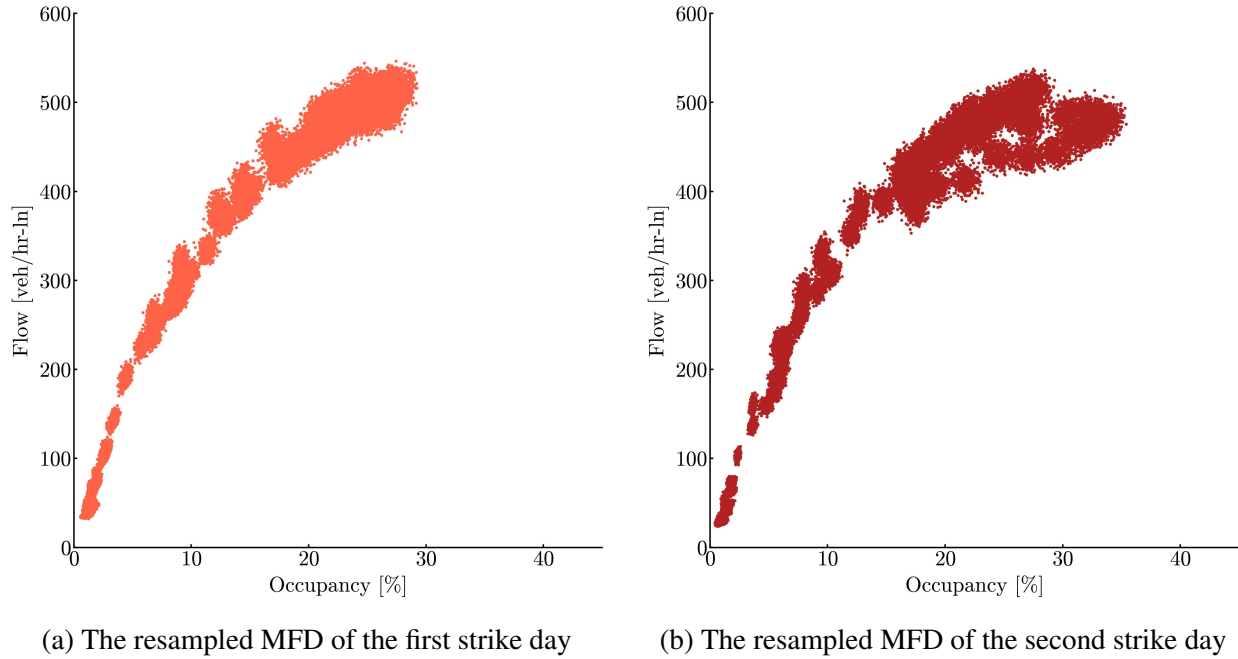 600
500
400
300
200
100
0
Flow [veh/hr-ln]
0 10 20 30 40
Occupancy [%]
(a) The resampled MFD of the first strike day
600
500
400
300
200
100
0
Flow [veh/hr-ln]
0 10 20 30 40
Occupancy [%]
(b) The resampled MFD of the second strike day